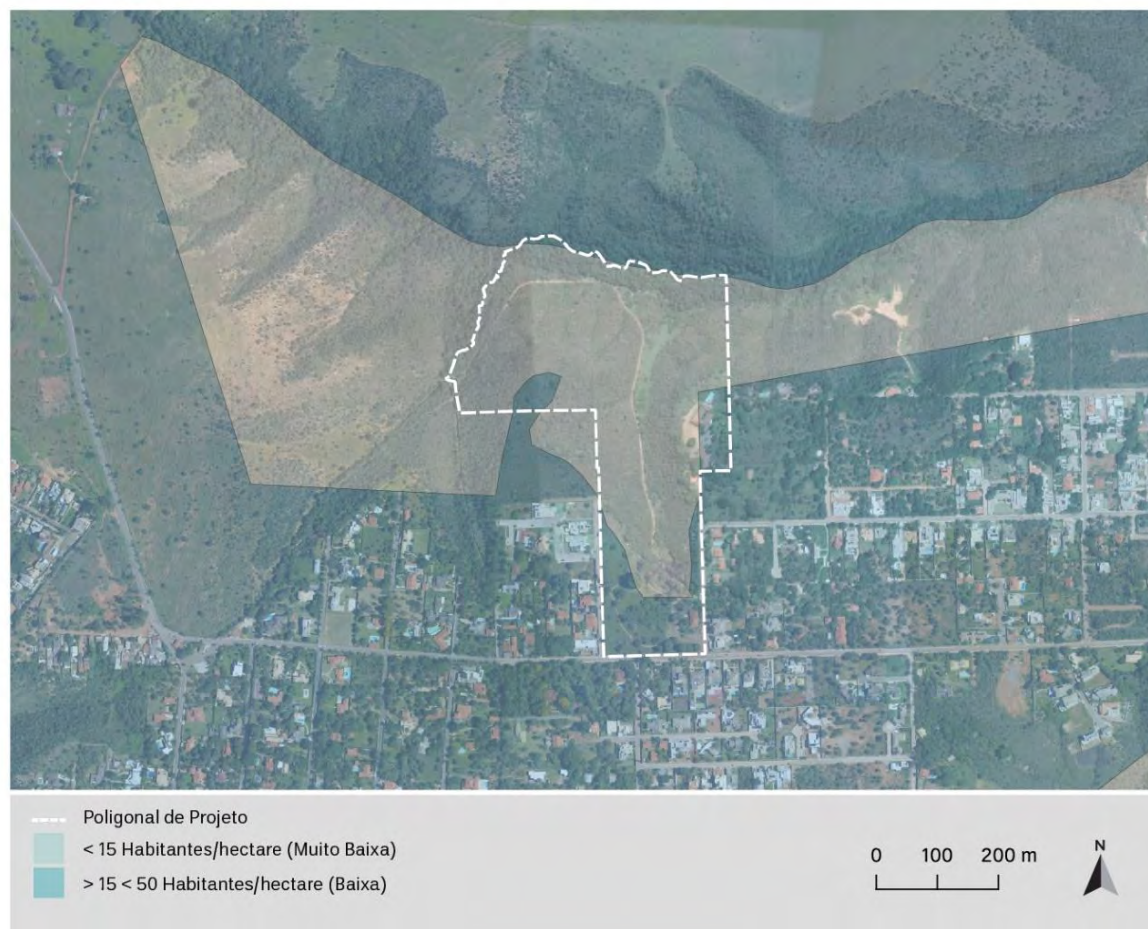 Poligonal de Projeto
< 15 Habitantes/hectare (Muito Baixa)
> 15 < 50 Habitantes/hectare (Baixa)
0 100 200 m
N